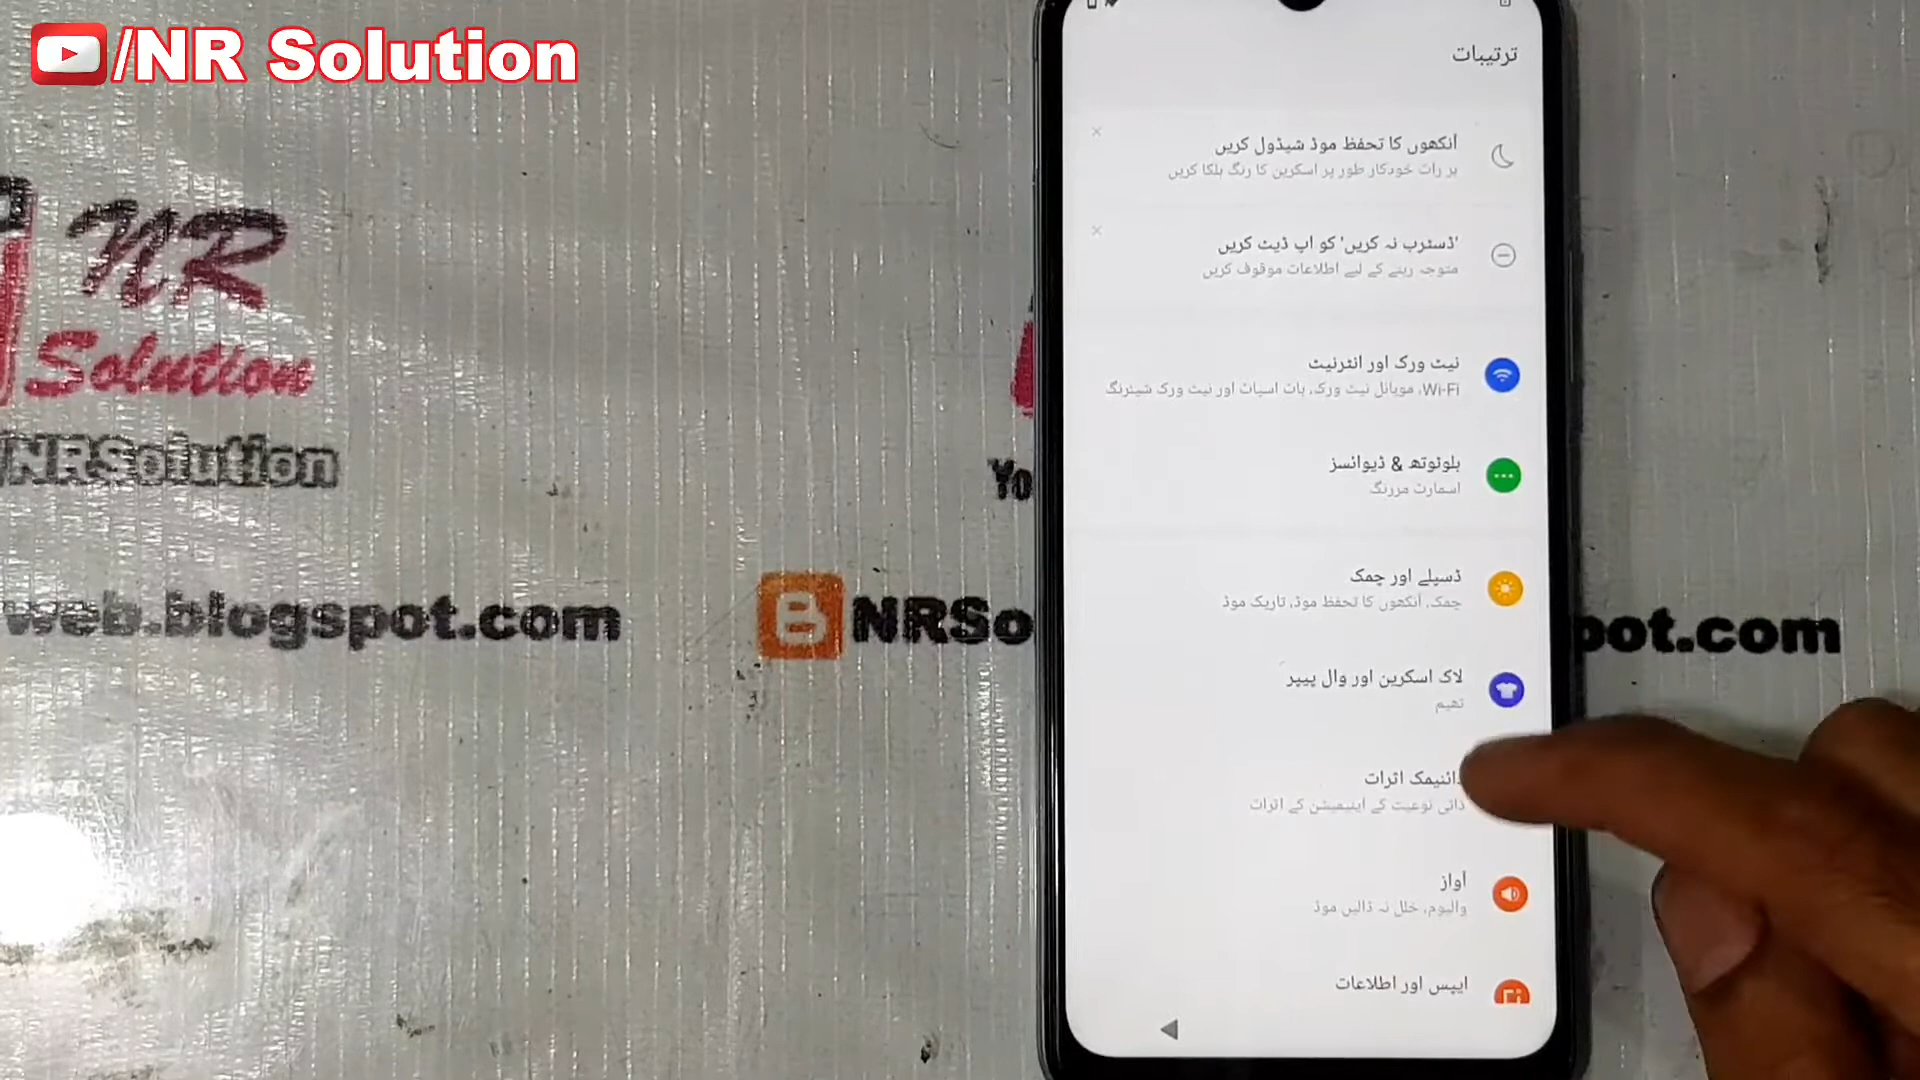 /NR Solution
NR
Solution
/NRSolution
web.blogspot.com
B NRSo
Yo
pot.com
ترتیبات
آنکھوں کا تحفظ موڈ شیڈول کریں
ہر رات خودکار طور پر اسکرین کا رنگ ہلکا کریں
'ڈسٹرب نہ کریں' کو اپ ڈیٹ کریں
متوجہ رہنے کے لیے اطلاعات موقوف کریں
نیٹ ورک اور انٹرنیٹ
Wi-Fi، موبائل نیٹ ورک، ہاٹ اسپاٹ اور نیٹ ورک شیئرنگ
بلوٹوتھ & ڈیوائسز
اسمارٹ مررنگ
ڈسپلے اور چمک
چمک، آنکھوں کا تحفظ موڈ، تاریک موڈ
لاک اسکرین اور وال پیپر
تھیم
ڈائنیمک اثرات
ذاتی نوعیت کے اینیمیشن کے اثرات
آواز
والیوم، خلل نہ ڈالیں موڈ
ایپس اور اطلاعات